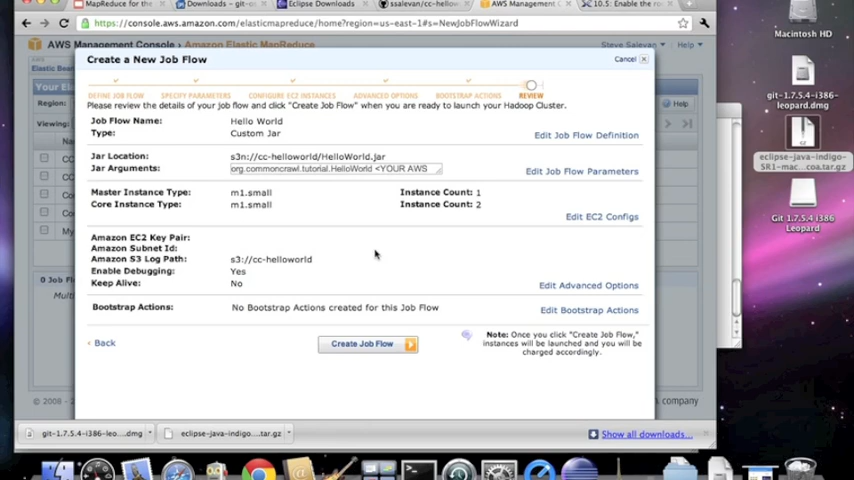 MapReduce for the
Downloads – git-o
Eclipse Downloads
ssalevan/cc-hello
AWS Management C
10.5: Enable the ro
https://console.aws.amazon.com/elasticmapreduce/home?region=us-east-1#s=NewJobFlowWizard
AWS Management Console > Amazon Elastic MapReduce
Steve Salevan
Help
Elastic Bean
Your E
Region:
Viewing:
Help
Create a New Job Flow
Cancel x
DEFINE JOB FLOW SPECIFY PARAMETERS CONFIGURE EC2 INSTANCES ADVANCED OPTIONS BOOTSTRAP ACTIONS REVIEW
Please review the details of your job flow and click "Create Job Flow" when you are ready to launch your Hadoop Cluster.
Job Flow Name: Hello World
Type: Custom Jar
Edit Job Flow Definition
Jar Location: s3n://cc-helloworld/HelloWorld.jar
Jar Arguments: org.commoncrawl.tutorial.HelloWorld <YOUR AWS
Edit Job Flow Parameters
Master Instance Type: m1.small Instance Count: 1
Core Instance Type: m1.small Instance Count: 2
Edit EC2 Configs
Amazon EC2 Key Pair:
Amazon Subnet Id:
Amazon S3 Log Path: s3://cc-helloworld
Enable Debugging: Yes
Keep Alive: No
Edit Advanced Options
Bootstrap Actions: No Bootstrap Actions created for this Job Flow
Edit Bootstrap Actions
< Back
Create Job Flow
Note: Once you click "Create Job Flow,"
instances will be launched and you will be
charged accordingly.
0 Job Fl
© 2008 -
company
git-1.7.5.4-i386-leo....dmg
eclipse-java-indigo....tar.gz
Show all downloads...
Macintosh HD
git-1.7.5.4-i386-
leopard.dmg
eclipse-java-indigo-
SR1-mac...coa.tar.gz
Git 1.7.5.4 i386
Leopard